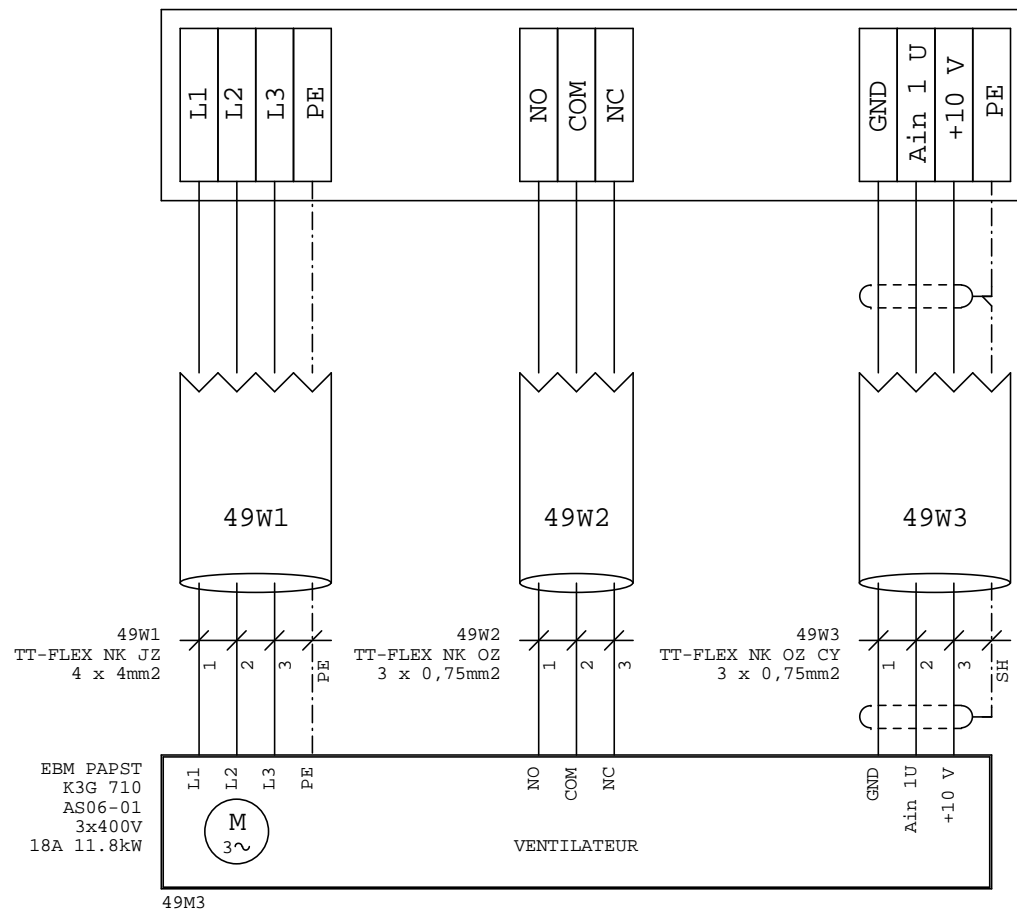 L1
L2
L3
PE
NO
COM
NC
GND
Ain 1 U
+10 V
PE
49W1
49W2
49W3
49W1
TT-FLEX NK JZ
4 x 4mm2
1
2
3
PE
49W2
TT-FLEX NK OZ
3 x 0,75mm2
1
2
3
49W3
TT-FLEX NK OZ CY
3 x 0,75mm2
1
2
3
SH
EBM PAPST
K3G 710
AS06-01
3x400V
18A 11.8kW
L1
L2
L3
PE
NO
COM
NC
GND
Ain 1U
+10 V
M
3~
VENTILATEUR
49M3